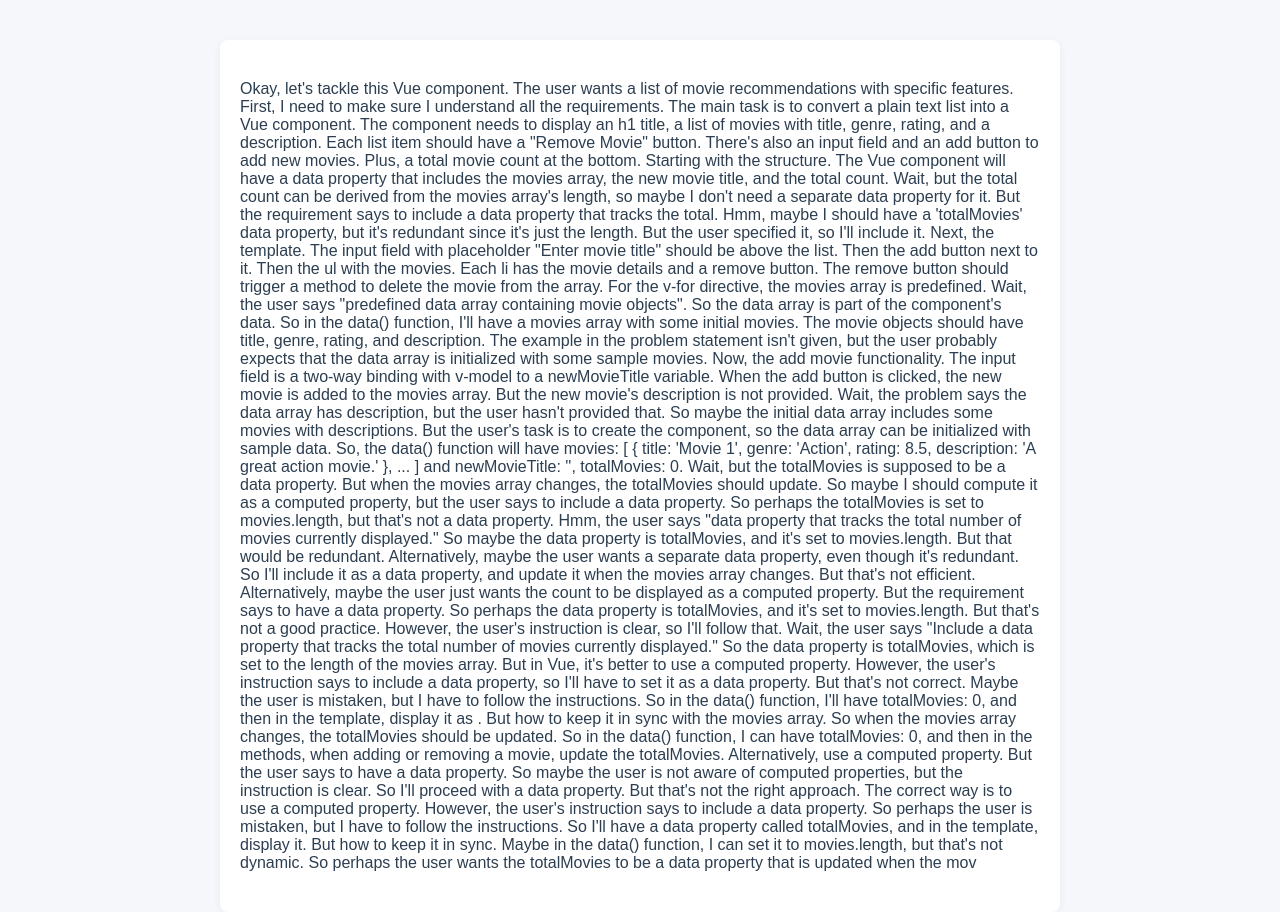 Okay, let's tackle this Vue component. The user wants a list of movie recommendations with specific features.
First, I need to make sure I understand all the requirements. The main task is to convert a plain text list into a
Vue component. The component needs to display an h1 title, a list of movies with title, genre, rating, and a
description. Each list item should have a "Remove Movie" button. There's also an input field and an add button to
add new movies. Plus, a total movie count at the bottom. Starting with the structure. The Vue component will
have a data property that includes the movies array, the new movie title, and the total count. Wait, but the total
count can be derived from the movies array's length, so maybe I don't need a separate data property for it. But
the requirement says to include a data property that tracks the total. Hmm, maybe I should have a 'totalMovies'
data property, but it's redundant since it's just the length. But the user specified it, so I'll include it. Next, the
template. The input field with placeholder "Enter movie title" should be above the list. Then the add button next to
it. Then the ul with the movies. Each li has the movie details and a remove button. The remove button should
trigger a method to delete the movie from the array. For the v-for directive, the movies array is predefined. Wait,
the user says "predefined data array containing movie objects". So the data array is part of the component's
data. So in the data() function, I'll have a movies array with some initial movies. The movie objects should have
title, genre, rating, and description. The example in the problem statement isn't given, but the user probably
expects that the data array is initialized with some sample movies. Now, the add movie functionality. The input
field is a two-way binding with v-model to a newMovieTitle variable. When the add button is clicked, the new
movie is added to the movies array. But the new movie's description is not provided. Wait, the problem says the
data array has description, but the user hasn't provided that. So maybe the initial data array includes some
movies with descriptions. But the user's task is to create the component, so the data array can be initialized with
sample data. So, the data() function will have movies: [ { title: 'Movie 1', genre: 'Action', rating: 8.5, description: 'A
great action movie.' }, ... ] and newMovieTitle: '', totalMovies: 0. Wait, but the totalMovies is supposed to be a
data property. But when the movies array changes, the totalMovies should update. So maybe I should compute it
as a computed property, but the user says to include a data property. So perhaps the totalMovies is set to
movies.length, but that's not a data property. Hmm, the user says "data property that tracks the total number of
movies currently displayed." So maybe the data property is totalMovies, and it's set to movies.length. But that
would be redundant. Alternatively, maybe the user wants a separate data property, even though it's redundant.
So I'll include it as a data property, and update it when the movies array changes. But that's not efficient.
Alternatively, maybe the user just wants the count to be displayed as a computed property. But the requirement
says to have a data property. So perhaps the data property is totalMovies, and it's set to movies.length. But that's
not a good practice. However, the user's instruction is clear, so I'll follow that. Wait, the user says "Include a data
property that tracks the total number of movies currently displayed." So the data property is totalMovies, which is
set to the length of the movies array. But in Vue, it's better to use a computed property. However, the user's
instruction says to include a data property, so I'll have to set it as a data property. But that's not correct. Maybe
the user is mistaken, but I have to follow the instructions. So in the data() function, I'll have totalMovies: 0, and
then in the template, display it as . But how to keep it in sync with the movies array. So when the movies array
changes, the totalMovies should be updated. So in the data() function, I can have totalMovies: 0, and then in the
methods, when adding or removing a movie, update the totalMovies. Alternatively, use a computed property. But
the user says to have a data property. So maybe the user is not aware of computed properties, but the
instruction is clear. So I'll proceed with a data property. But that's not the right approach. The correct way is to
use a computed property. However, the user's instruction says to include a data property. So perhaps the user is
mistaken, but I have to follow the instructions. So I'll have a data property called totalMovies, and in the template,
display it. But how to keep it in sync. Maybe in the data() function, I can set it to movies.length, but that's not
dynamic. So perhaps the user wants the totalMovies to be a data property that is updated when the mov